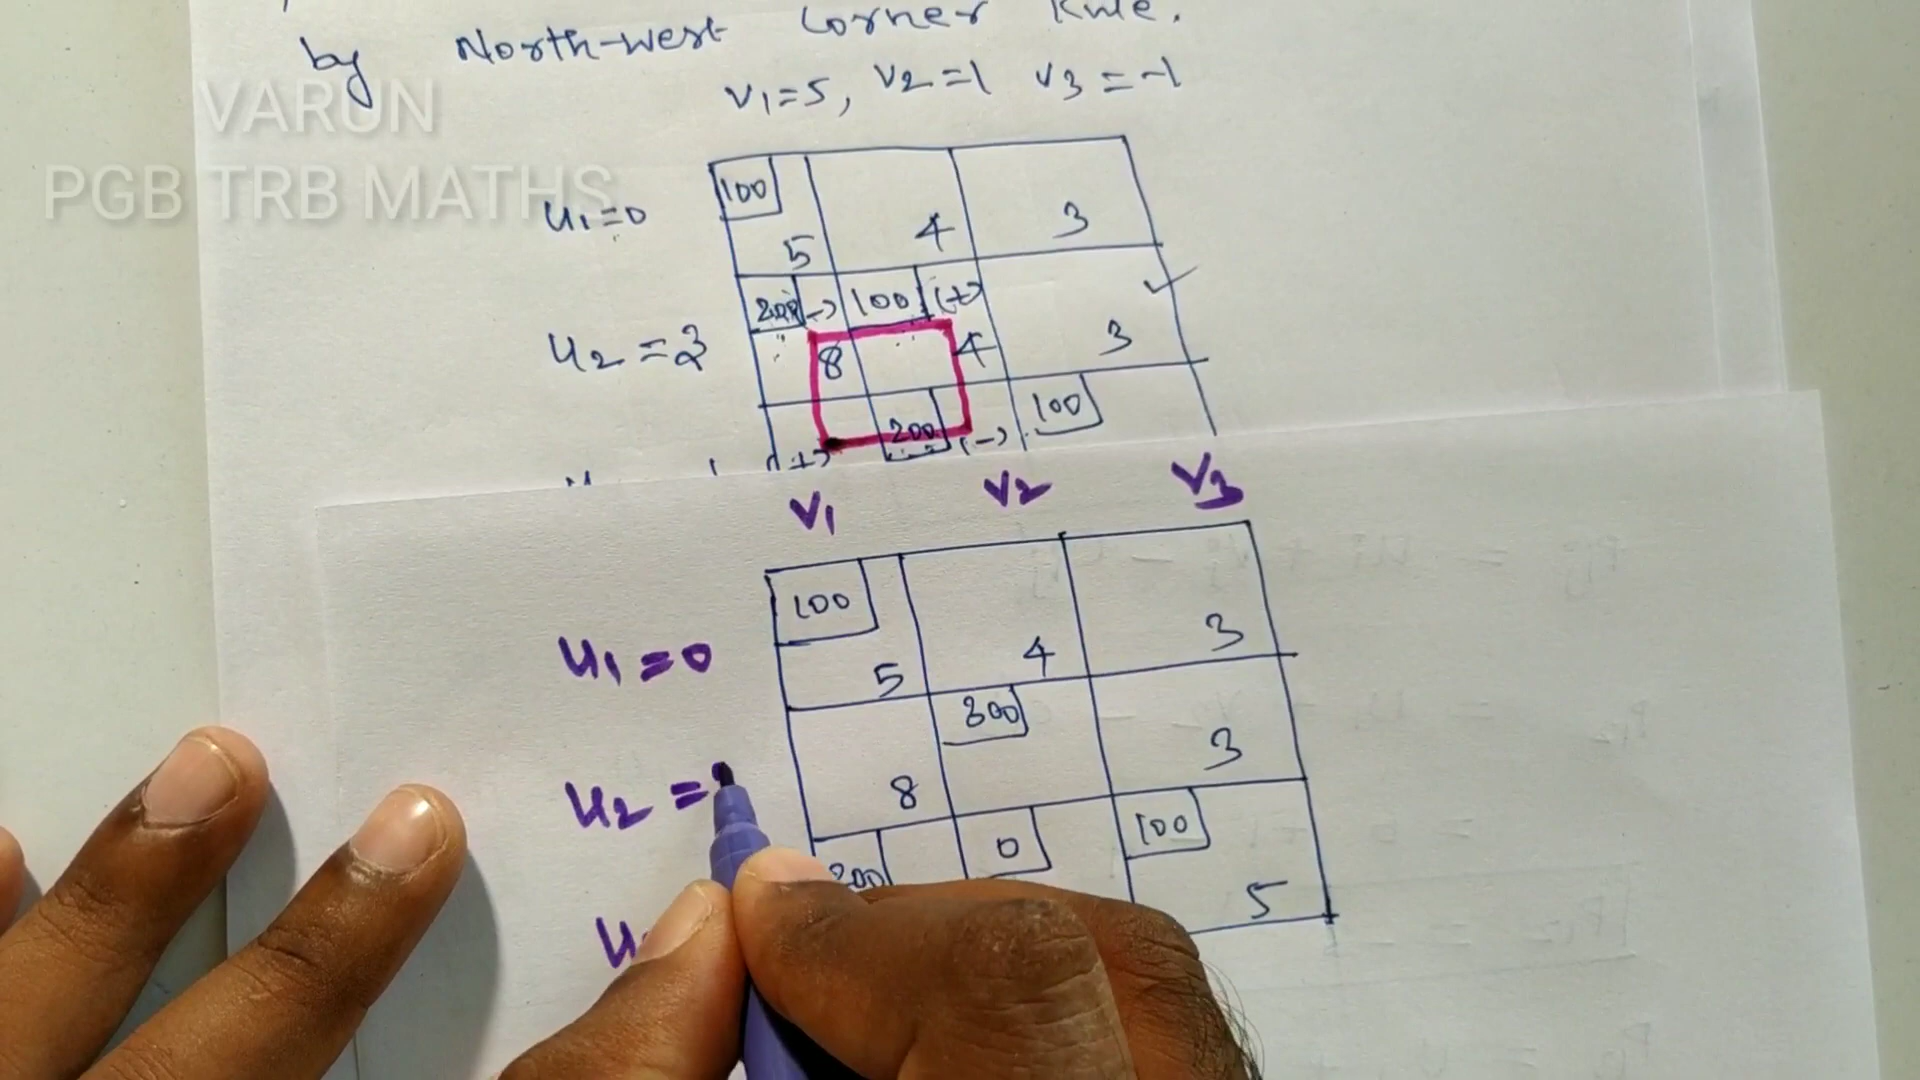 by North-west Corner Rule.
VARUN
PGB TRB MATHS
V1=5, V2=1 V3=-1
U1=0 100 5 4 3
U2=3 200 (-) 8 100 (+) 4 3
(+) 200 (-) 100
V1 V2 V3
U1=0 100 5 4 3
U2= 8 300 3
200 0 100 5